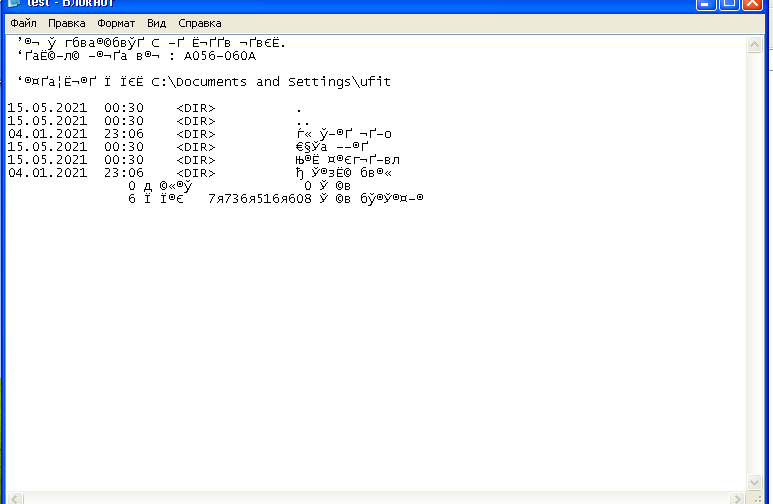 test - Блокнот
Файл Правка Формат Вид Справка
’®¬ ў гбва®©бвўҐ C -Ґ Ё¬ҐҐв ¬ҐвЄЁ.
‘ҐаЁ©-л© -®¬Ґа в®¬ : A056-060A
‘®¤Ґа¦Ё¬®Ґ Ї ЇЄЁ C:\Documents and Settings\ufit
15.05.2021 00:30 <DIR> .
15.05.2021 00:30 <DIR> ..
04.01.2021 23:06 <DIR> ѓ« ў-®Ґ ¬Ґ-о
15.05.2021 00:30 <DIR> €§Ўа --®Ґ
15.05.2021 00:30 <DIR> Њ®Ё ¤®Єг¬Ґ-вл
04.01.2021 23:06 <DIR> ђ Ў®зЁ© бв®«
0 д ©«®ў 0 Ў ©в
6 Ї Ї®Є 7я736я516я608 Ў ©в бў®Ў®¤-®